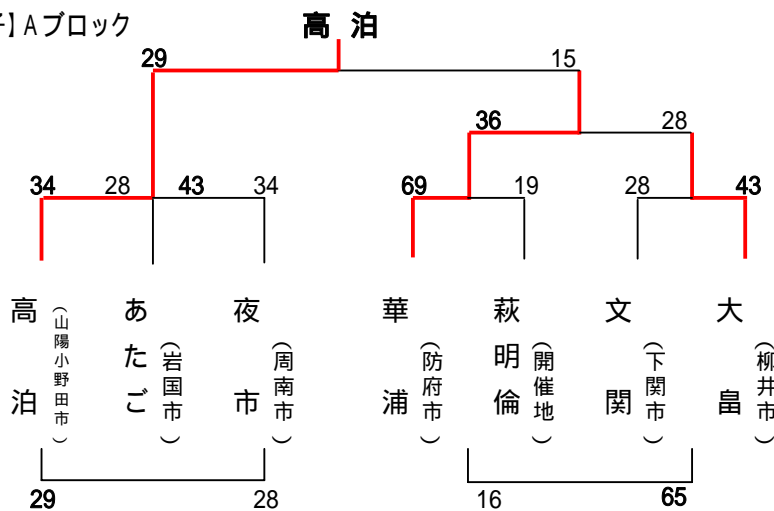 】Aブロック
高 泊
29 15
36 28
34 28 43 34 69 19 28 43
高泊 (山陽小野田市)
あたご (岩国市)
夜市 (周南市)
華浦 (防府市)
萩明倫 (開催地)
文関 (下関市)
大畠 (柳井市)
29 28 16 65